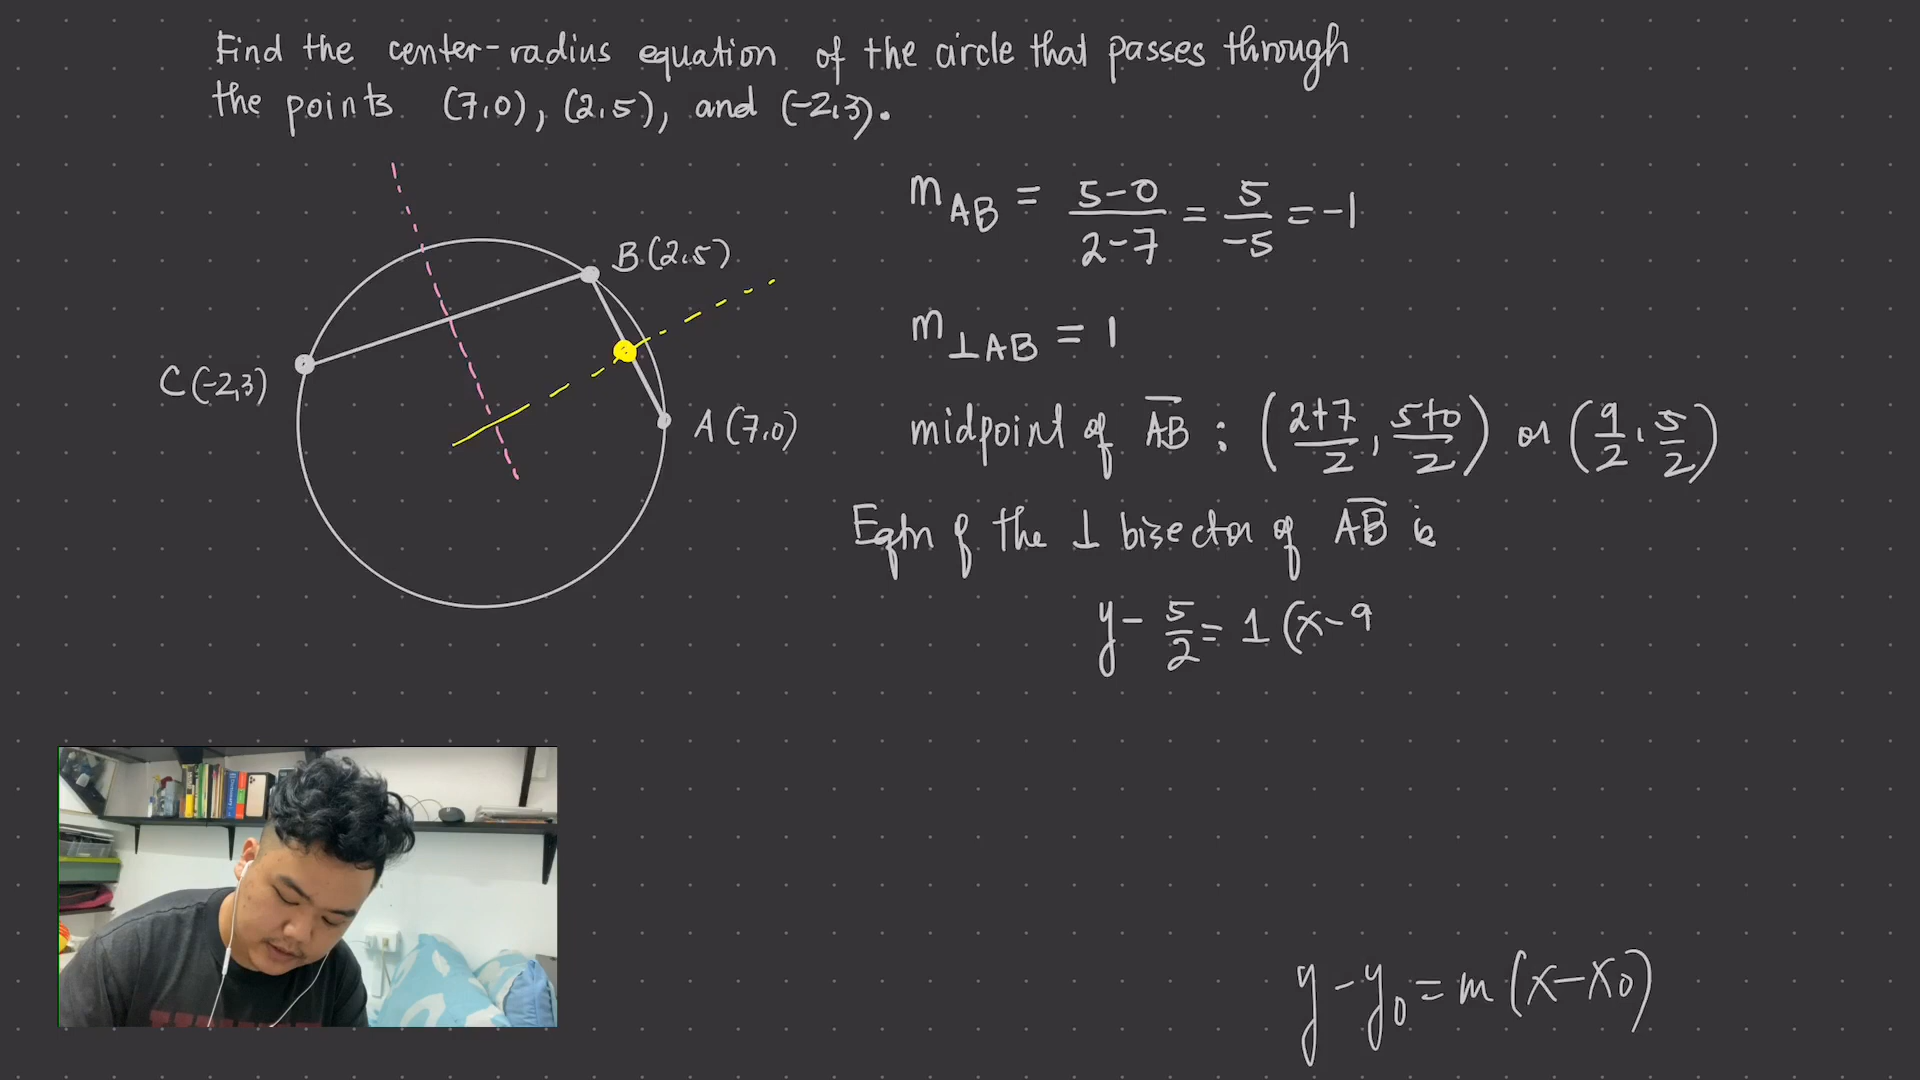 Find the center-radius equation of the circle that passes through
the points (7,0), (2,5), and (-2,3).
B(2,5)
C(-2,3)
A(7,0)
m_AB = (5-0)/(2-7) = 5/-5 = -1
m_⊥AB = 1
midpoint of A̅B̅ : ((2+7)/2, (5+0)/2) or (9/2, 5/2)
Eqtn of the ⊥ bisector of A̅B̅ is
y - 5/2 = 1 (x - 9
y - y₀ = m (x - x₀)